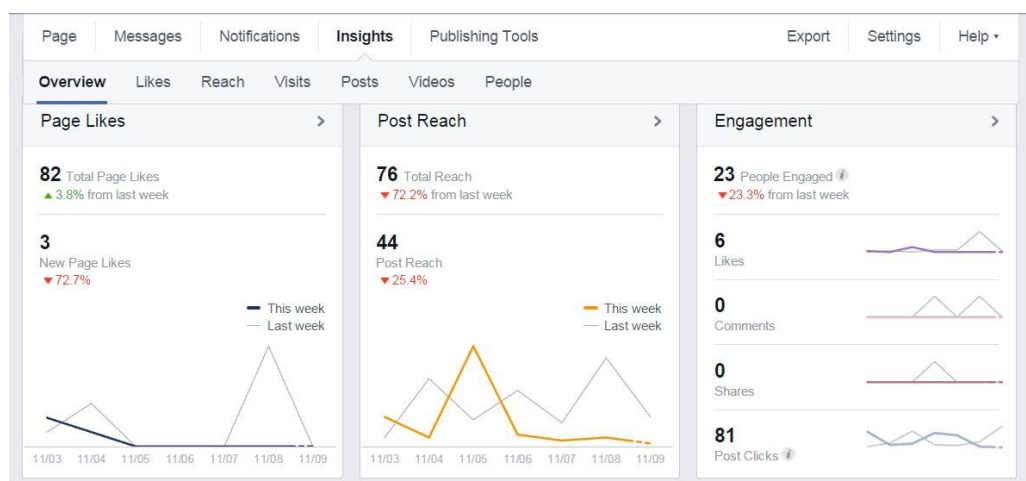 Page Messages Notifications Insights Publishing Tools Export Settings Help
Overview Likes Reach Visits Posts Videos People
Page Likes
82 Total Page Likes
3.8% from last week
3
New Page Likes
72.7%
This week
Last week
11/03 11/04 11/05 11/06 11/07 11/08 11/09
Post Reach
76 Total Reach
72.2% from last week
44
Post Reach
25.4%
This week
Last week
11/03 11/04 11/05 11/06 11/07 11/08 11/09
Engagement
23 People Engaged i
23.3% from last week
6
Likes
0
Comments
0
Shares
81
Post Clicks i